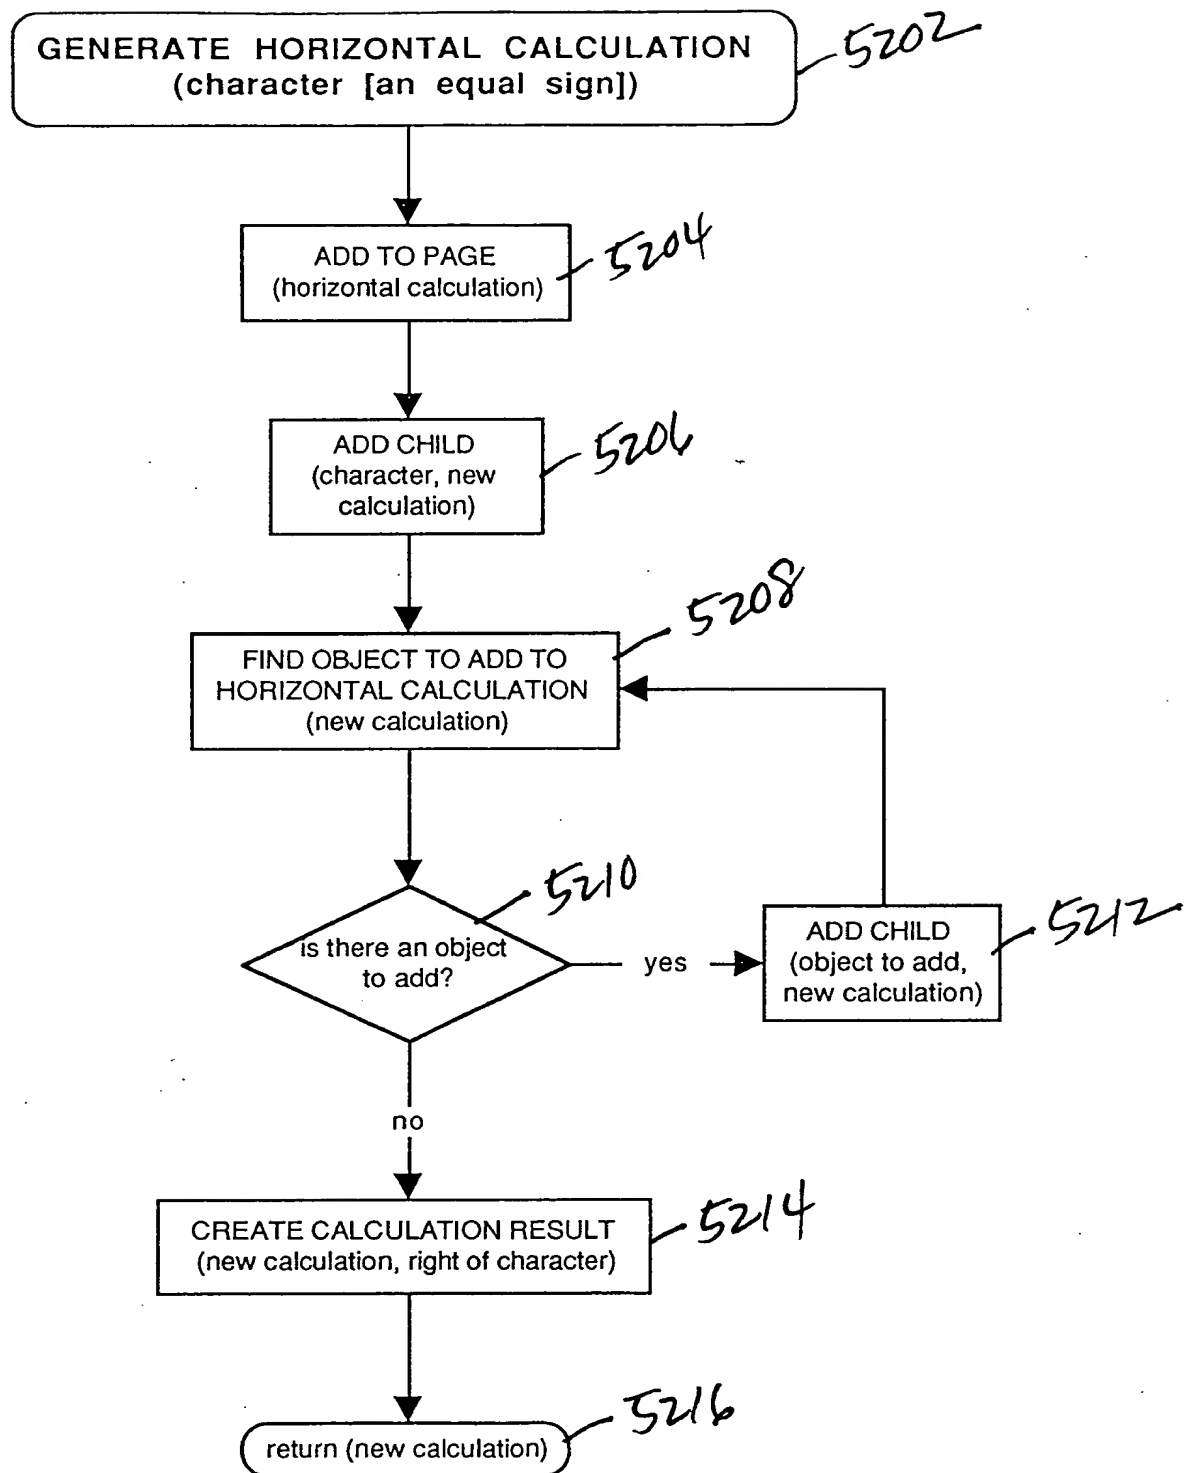 GENERATE HORIZONTAL CALCULATION
(character [an equal sign])
5202
ADD TO PAGE
(horizontal calculation)
5204
ADD CHILD
(character, new
calculation)
5206
FIND OBJECT TO ADD TO
HORIZONTAL CALCULATION
(new calculation)
5208
is there an object
to add?
5210
yes
ADD CHILD
(object to add,
new calculation)
5212
no
CREATE CALCULATION RESULT
(new calculation, right of character)
5214
return (new calculation)
5216